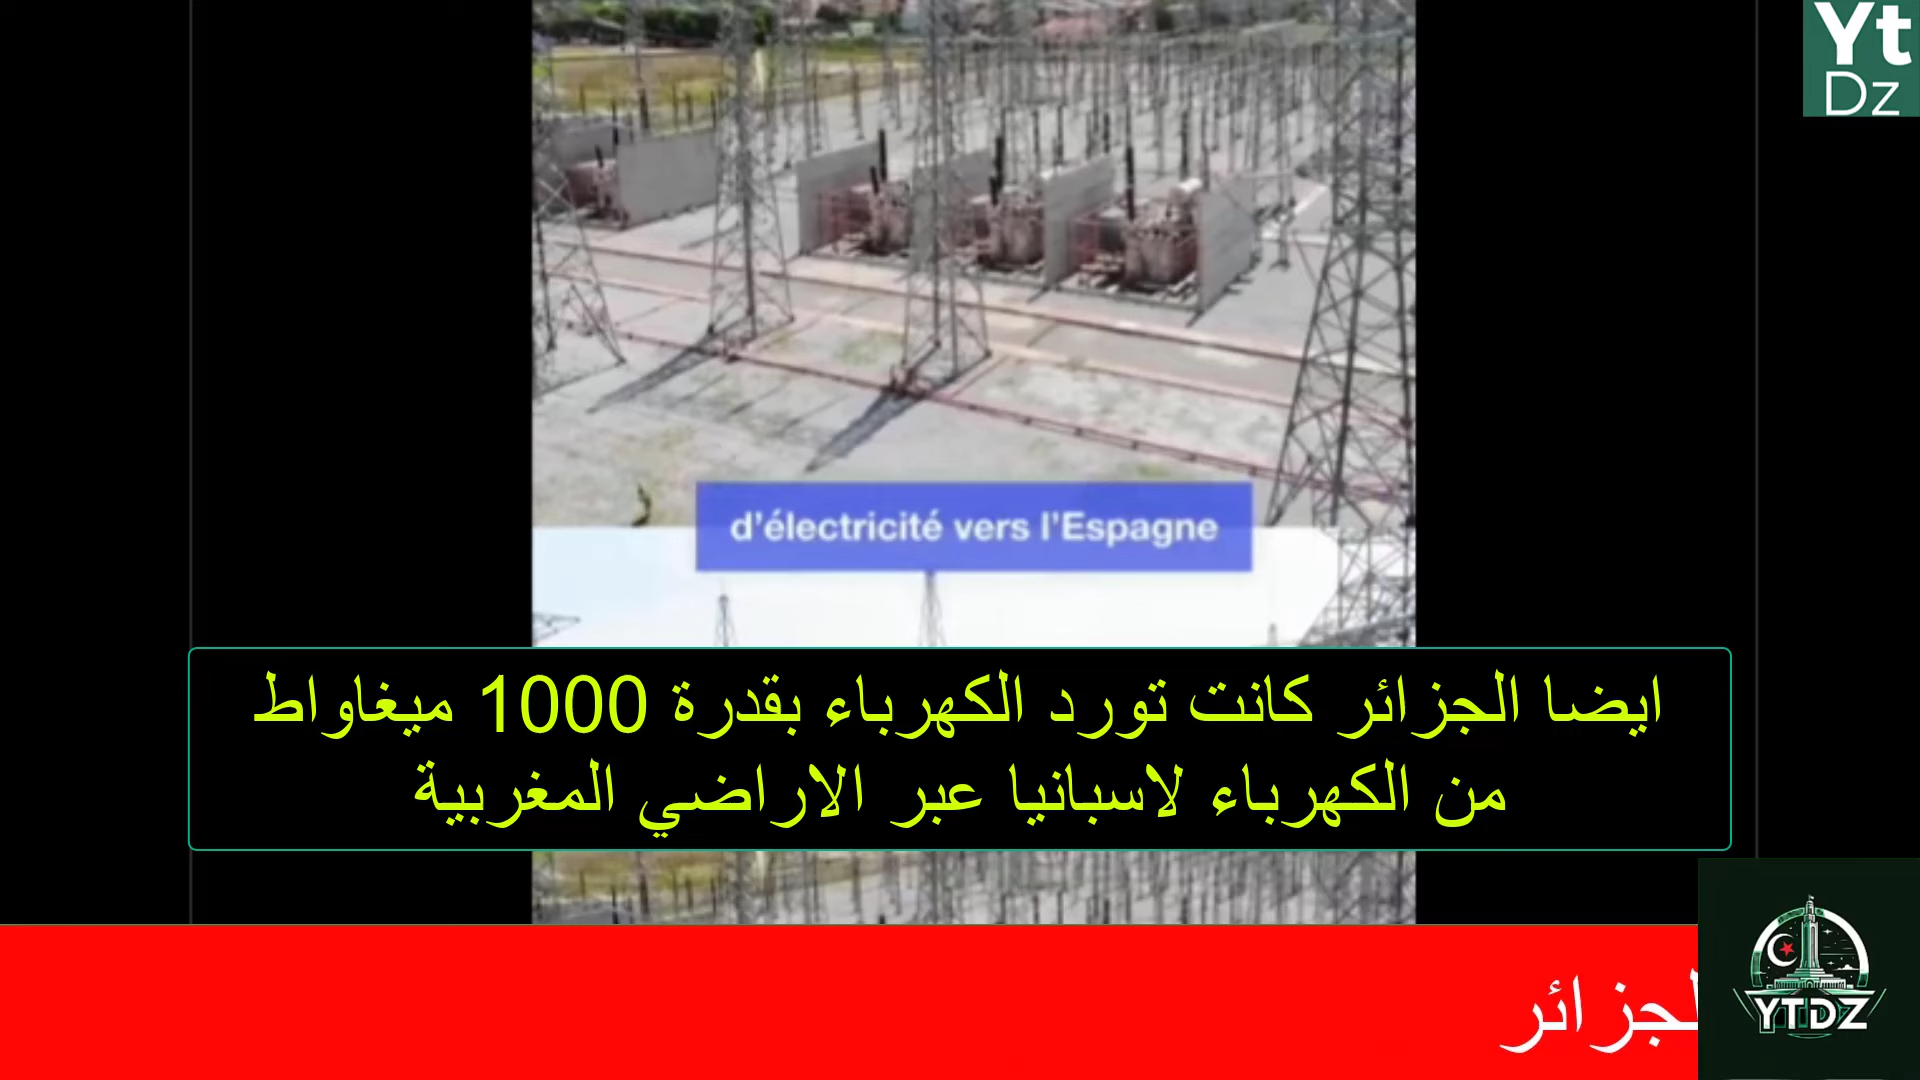 Yt
Dz
d'électricité vers l'Espagne
ايضا الجزائر كانت تورد الكهرباء بقدرة 1000 ميغاواط
من الكهرباء لاسبانيا عبر الاراضي المغربية
لجزائر
YTDZ